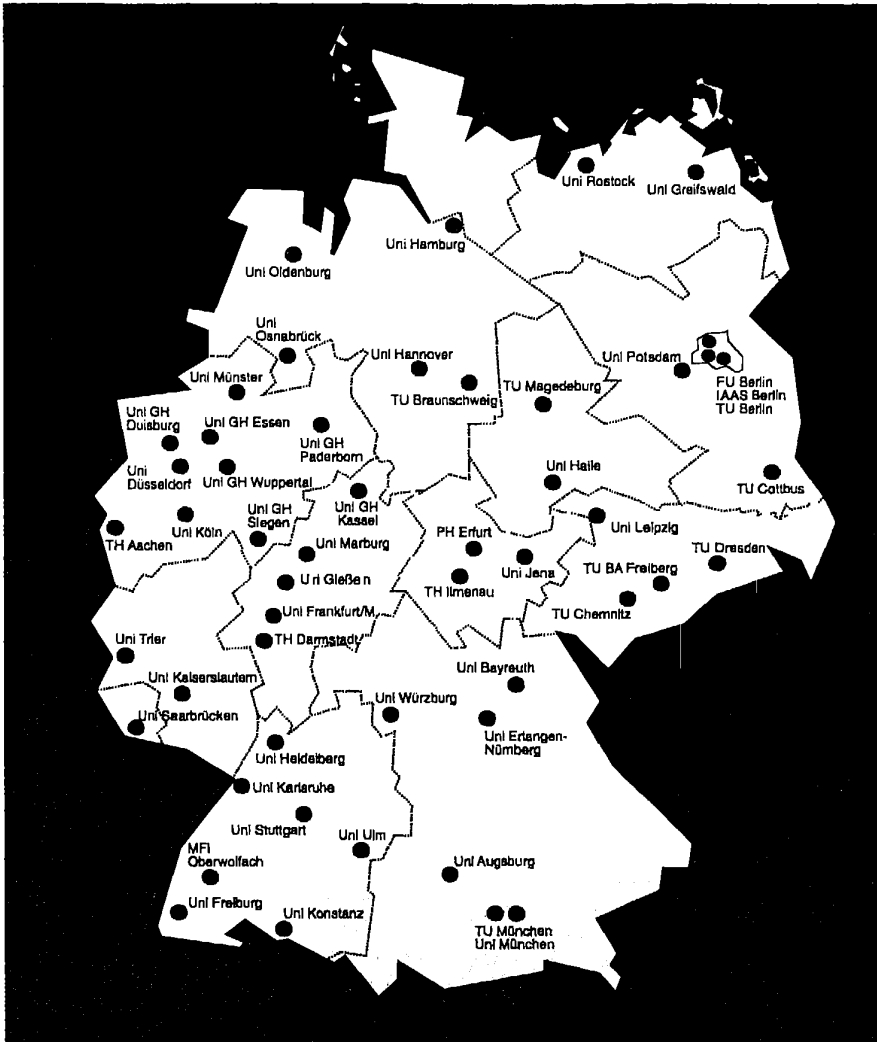 Uni Rostock
Uni Greifswald
Uni Hamburg
Uni Oldenburg
Uni
Osnabrück
Uni Hannover
Uni Potsdam
FU Berlin
IAAS Berlin
TU Berlin
Uni Münster
TU Braunschweig
TU Magedeburg
Uni GH
Duisburg
Uni GH Essen
Uni GH
Paderborn
Uni
Düsseldorf
Uni GH Wuppertal
Uni Halle
TU Cottbus
Uni GH
Kassel
Uni GH
Siegen
Uni Köln
TH Aachen
Uni Leipzig
PH Erfurt
Uni Marburg
Uni Jena
TU Dresden
TU BA Freiberg
Uni Gießen
TH Ilmenau
TU Chemnitz
Uni Frankfurt/M.
TH Darmstadt
Uni Trier
Uni Bayreuth
Uni Kaiserslautern
Uni Würzburg
Uni Saarbrücken
Uni Erlangen-
Nürnberg
Uni Heidelberg
Uni Karlsruhe
Uni Stuttgart
Uni Ulm
MFI
Oberwolfach
Uni Augsburg
Uni Freiburg
Uni Konstanz
TU München
Uni München